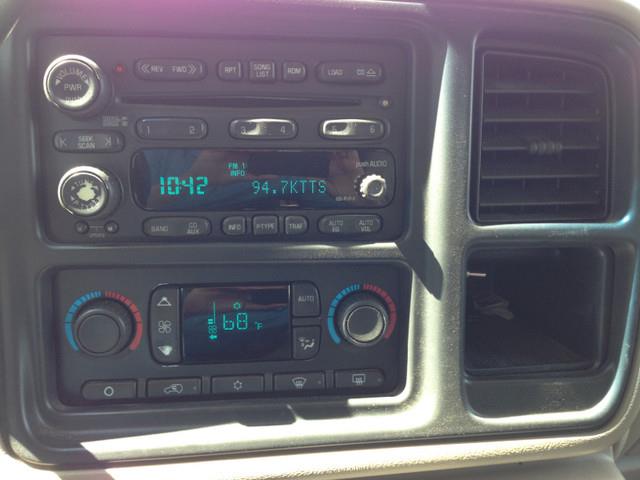 VOLUME
PWR
REV FWD
RPT
SONG LIST
RDM
LOAD CD
1 2
3 4
5 6
SEEK
SCAN
TUNE
10:42
FM 1
INFO
94.7KTTS
push AUDIO
BAND
CD AUX
INFO
P-TYPE
TRAF
AUTO EQ
AUTO VOL
68 °F
AUTO